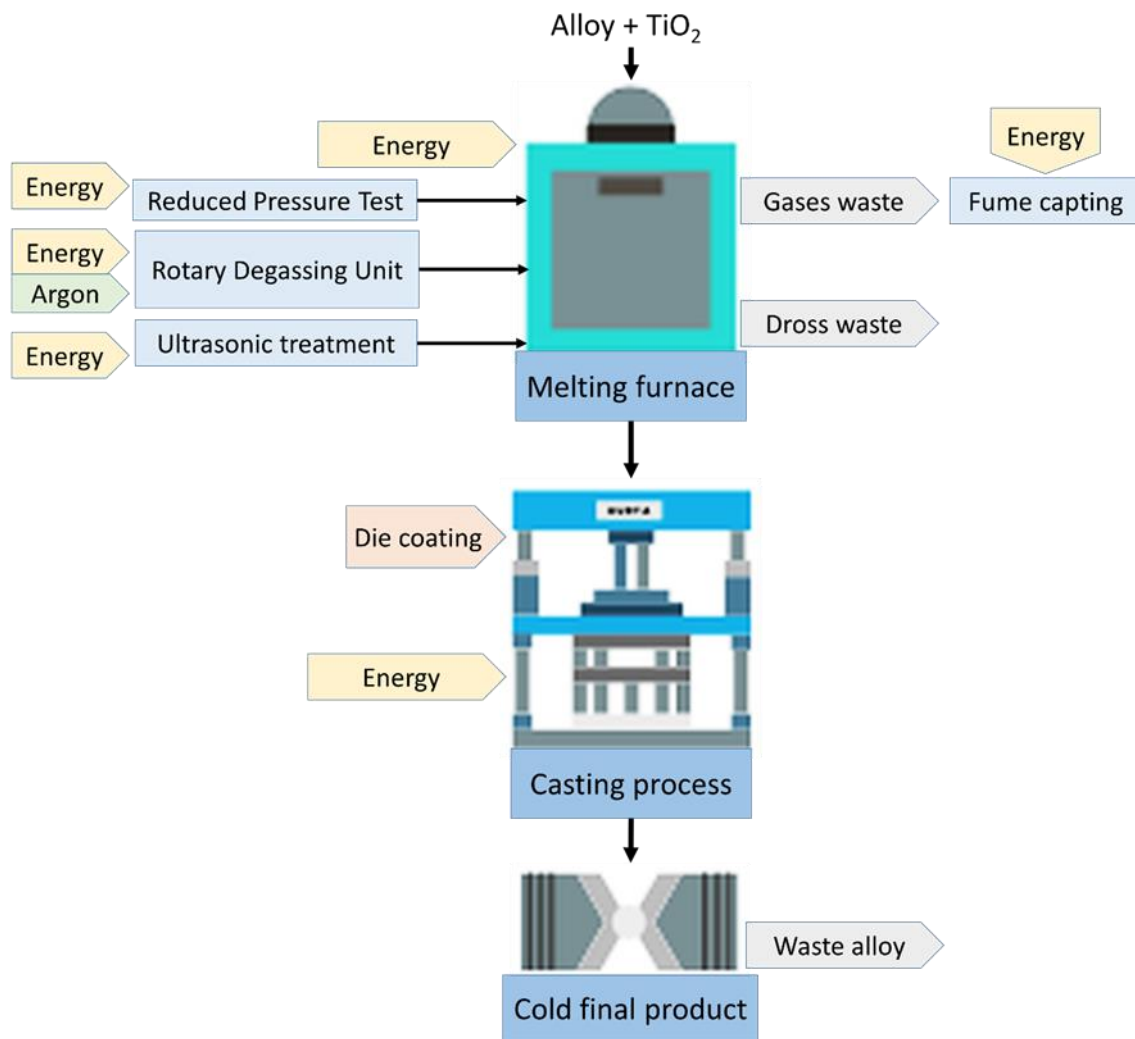 Alloy + TiO₂
Energy
Energy
Energy
Reduced Pressure Test
Gases waste
Fume capting
Energy
Argon
Rotary Degassing Unit
Energy
Ultrasonic treatment
Dross waste
Melting furnace
Die coating
Energy
Casting process
Waste alloy
Cold final product